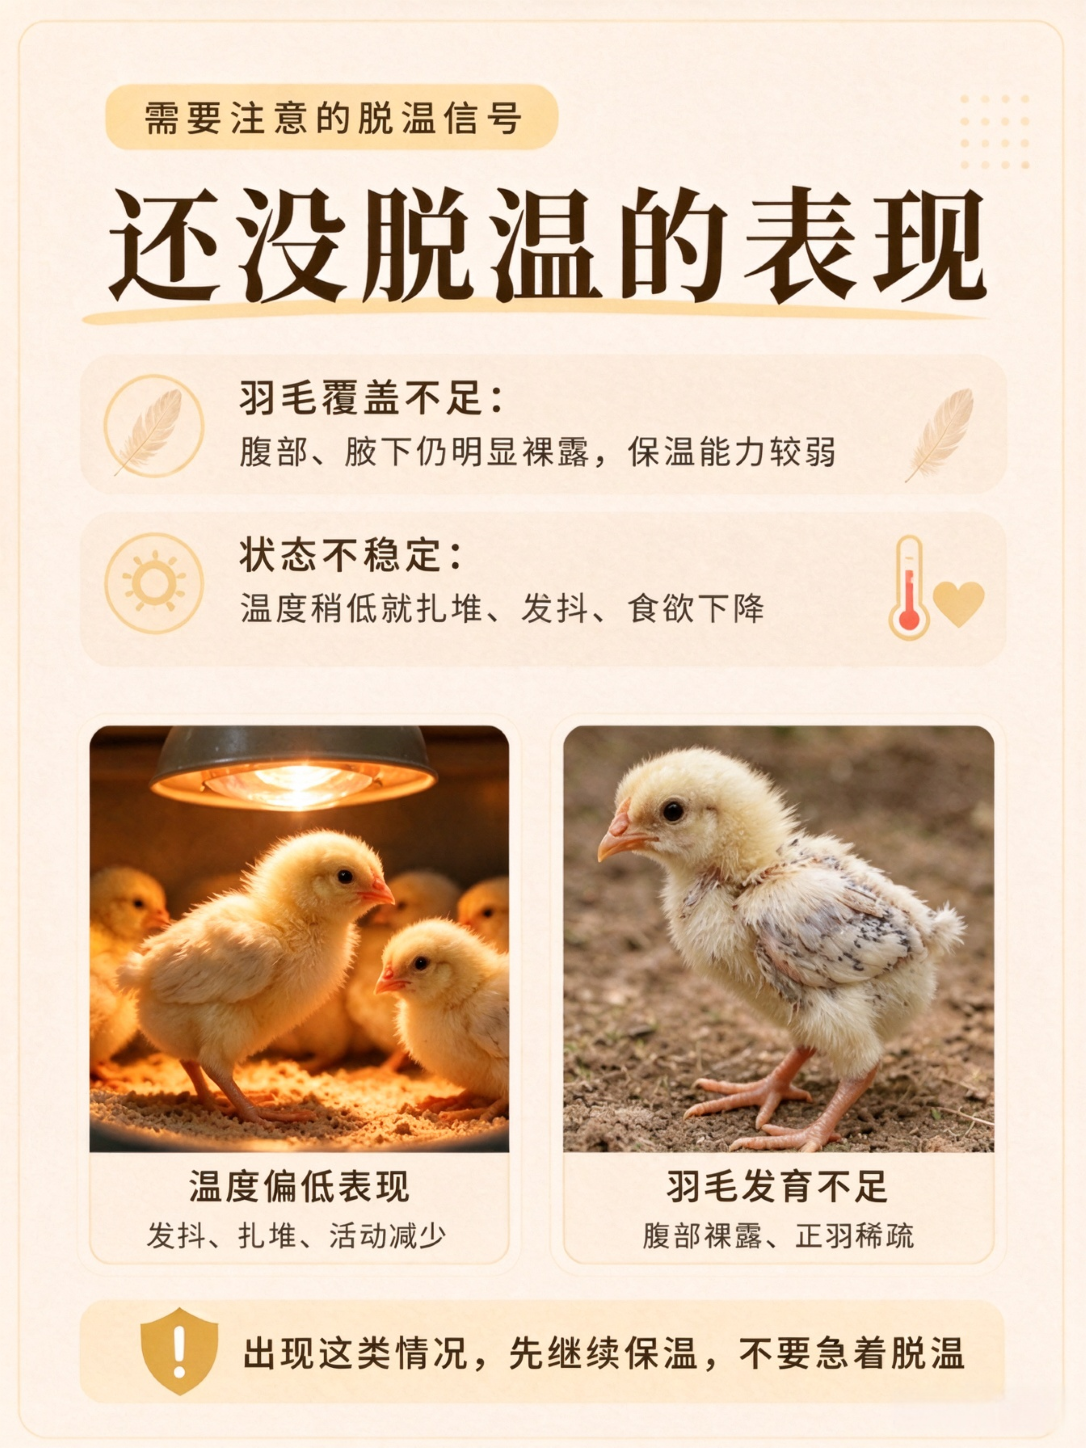 需要注意的脱温信号
还没脱温的表现
羽毛覆盖不足：
腹部、腋下仍明显裸露，保温能力较弱
状态不稳定：
温度稍低就扎堆、发抖、食欲下降
温度偏低表现
发抖、扎堆、活动减少
羽毛发育不足
腹部裸露、正羽稀疏
出现这类情况，先继续保温，不要急着脱温